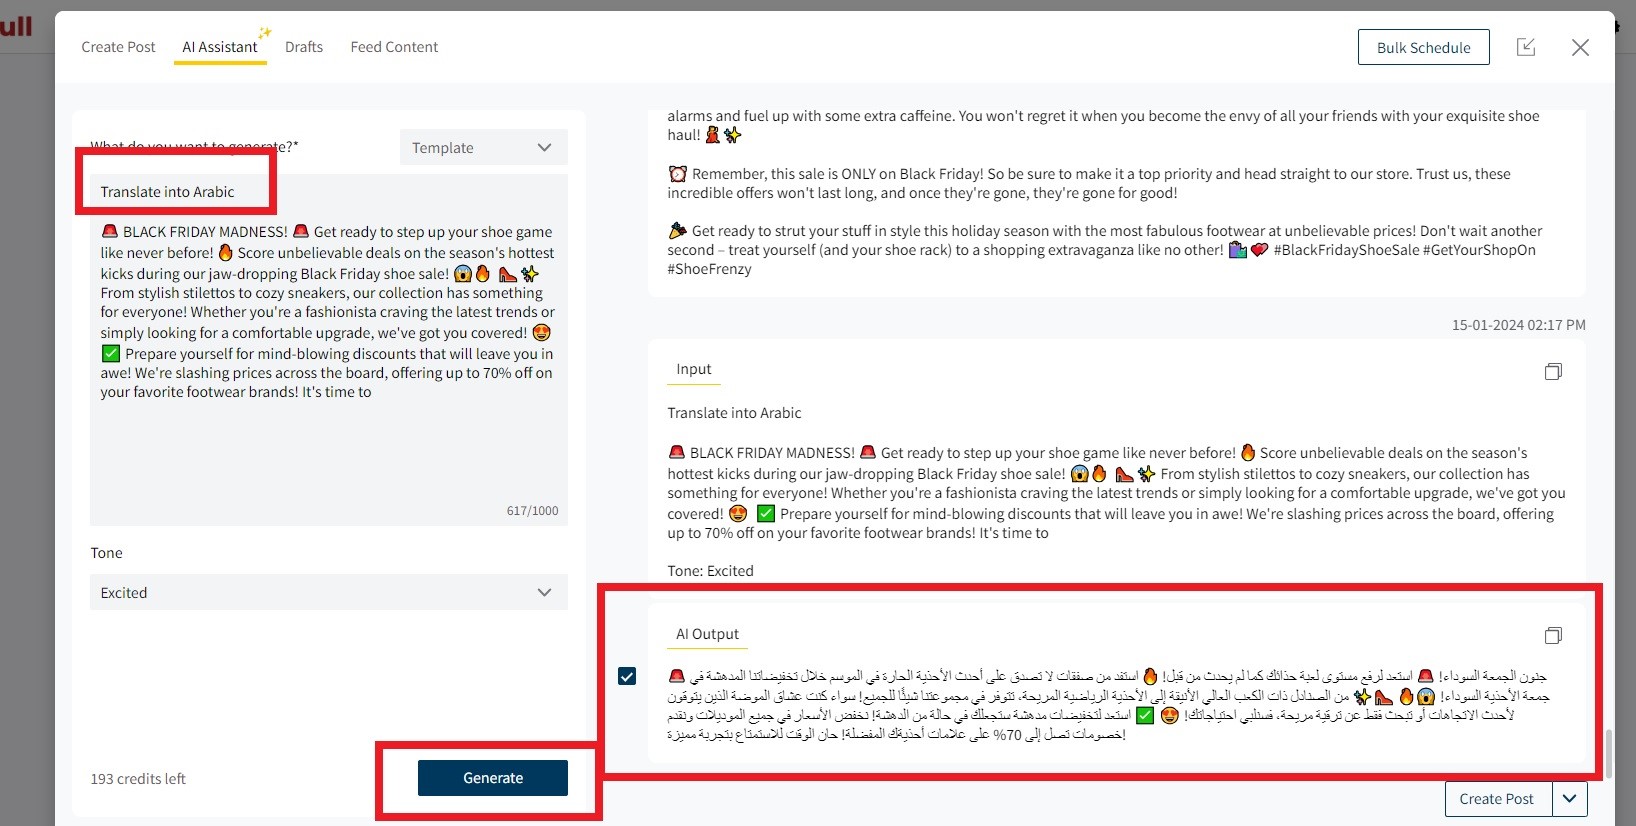 ull
Create Post
AI Assistant
Drafts
Feed Content
Bulk Schedule
What do you want to generate?*
Template
Translate into Arabic
🚨 BLACK FRIDAY MADNESS! 🚨 Get ready to step up your shoe game
like never before! 🔥 Score unbelievable deals on the season's hottest
kicks during our jaw-dropping Black Friday shoe sale! 😱🔥 👠✨
From stylish stilettos to cozy sneakers, our collection has something
for everyone! Whether you're a fashionista craving the latest trends or
simply looking for a comfortable upgrade, we've got you covered! 😍
✅ Prepare yourself for mind-blowing discounts that will leave you in
awe! We're slashing prices across the board, offering up to 70% off on
your favorite footwear brands! It's time to
617/1000
Tone
Excited
193 credits left
Generate
alarms and fuel up with some extra caffeine. You won't regret it when you become the envy of all your friends with your exquisite shoe
haul! 💃✨
⏰ Remember, this sale is ONLY on Black Friday! So be sure to make it a top priority and head straight to our store. Trust us, these
incredible offers won't last long, and once they're gone, they're gone for good!
🎉 Get ready to strut your stuff in style this holiday season with the most fabulous footwear at unbelievable prices! Don't wait another
second – treat yourself (and your shoe rack) to a shopping extravaganza like no other! 🛍️💖 #BlackFridayShoeSale #GetYourShopOn
#ShoeFrenzy
15-01-2024 02:17 PM
Input
Translate into Arabic
🚨 BLACK FRIDAY MADNESS! 🚨 Get ready to step up your shoe game like never before! 🔥 Score unbelievable deals on the season's
hottest kicks during our jaw-dropping Black Friday shoe sale! 😱🔥 👠✨ From stylish stilettos to cozy sneakers, our collection has
something for everyone! Whether you're a fashionista craving the latest trends or simply looking for a comfortable upgrade, we've got you
covered! 😍 ✅ Prepare yourself for mind-blowing discounts that will leave you in awe! We're slashing prices across the board, offering
up to 70% off on your favorite footwear brands! It's time to
Tone: Excited
AI Output
🚨 جنون الجمعة السوداء! 🚨 استعد لرفع مستوى لعبة حذائك كما لم يحدث من قبل! 🔥 استفد من صفقات لا تصدق على أحدث الأحذية الحارة في الموسم خلال تخفيضاتنا المدهشة في
جمعة الأحذية السوداء! 😱🔥 👠✨ من الصنادل ذات الكعب العالي الأنيقة إلى الأحذية الرياضية المريحة، تتوفر في مجموعتنا شيئًا للجميع! سواء كنت عشاق الموضة الذين يتوقون
لأحدث الاتجاهات أو تبحث فقط عن ترقية مريحة، فسنلبي احتياجاتك! 😍 ✅ استعد لتخفيضات مدهشة ستجعلك في حالة من الدهشة! نخفض الأسعار في جميع الموديلات ونقدم
خصومات تصل إلى 70% على علامات أحذيتك المفضلة! حان الوقت للاستمتاع بتجربة مميزة!
Create Post